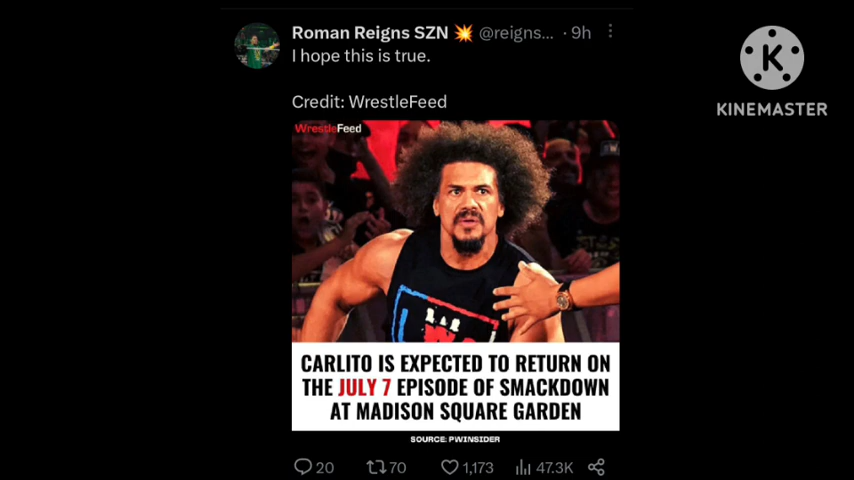 Roman Reigns SZN 💥 @reigns... · 9h
I hope this is true.
Credit: WrestleFeed
WrestleFeed
CARLITO IS EXPECTED TO RETURN ON
THE JULY 7 EPISODE OF SMACKDOWN
AT MADISON SQUARE GARDEN
SOURCE: PWINSIDER
20 70 1,173 47.3K
K
KINEMASTER